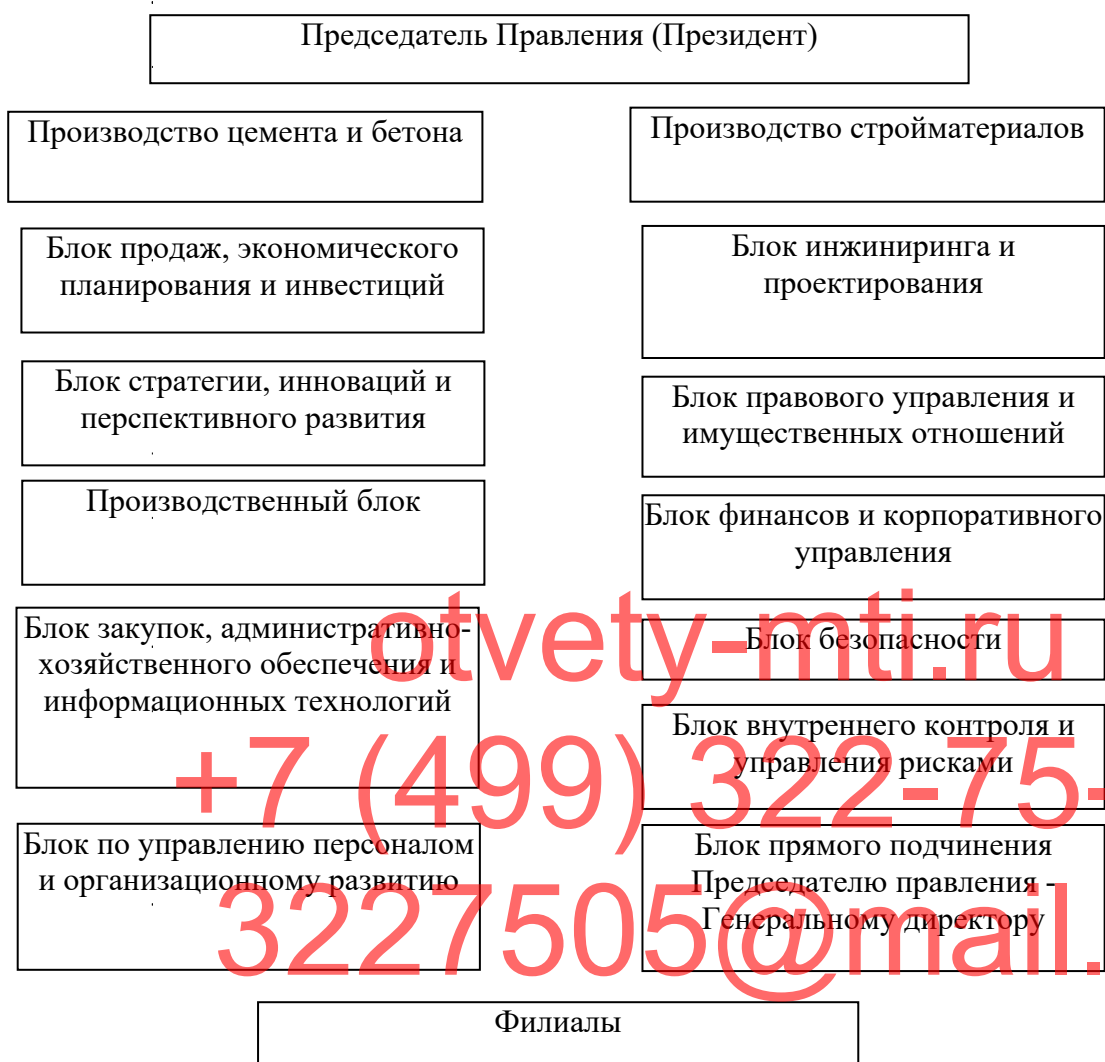 Председатель Правления (Президент)
Производство цемента и бетона
Производство стройматериалов
Блок продаж, экономического
планирования и инвестиций
Блок инжиниринга и
проектирования
Блок стратегии, инноваций и
перспективного развития
Блок правового управления и
имущественных отношений
Производственный блок
Блок финансов и корпоративного
управления
Блок закупок, административно-
хозяйственного обеспечения и
информационных технологий
Блок безопасности
Блок внутреннего контроля и
управления рисками
Блок по управлению персоналом
и организационному развитию
Блок прямого подчинения
Председателю правления -
Генеральному директору
Филиалы
otvety-mti.ru
+7 (499) 322-75-
3227505@mail.